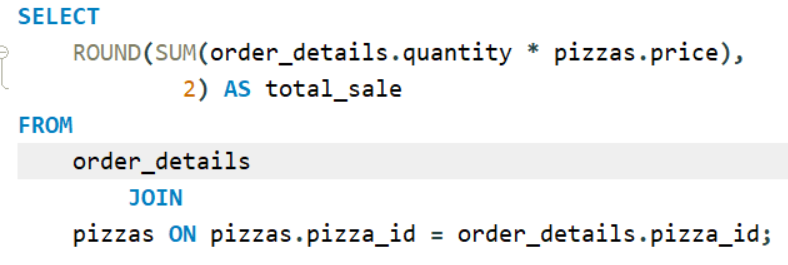 SELECT
ROUND(SUM(order_details.quantity * pizzas.price),
2) AS total_sale
FROM
order_details
JOIN
pizzas ON pizzas.pizza_id = order_details.pizza_id;